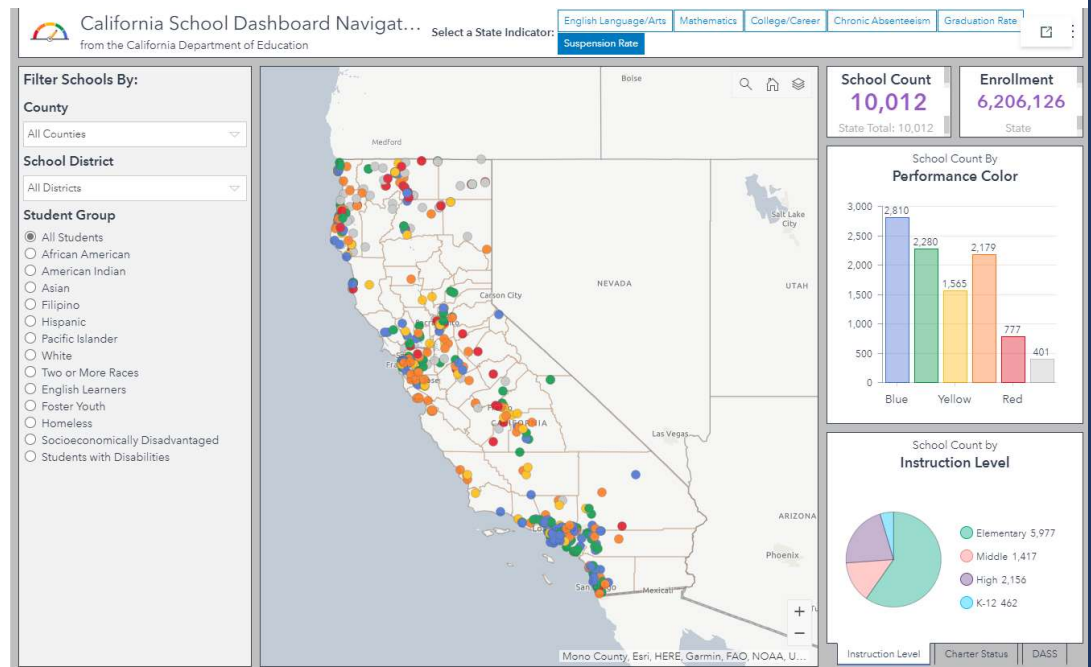 California School Dashboard Navigat...
from the California Department of Education
Select a State Indicator:
English Language/Arts
Mathematics
College/Career
Chronic Absenteeism
Graduation Rate
Suspension Rate
Filter Schools By:
County
All Counties
School District
All Districts
Student Group
All Students
African American
American Indian
Asian
Filipino
Hispanic
Pacific Islander
White
Two or More Races
English Learners
Foster Youth
Homeless
Socioeconomically Disadvantaged
Students with Disabilities
Boise
Medford
Salt Lake
City
NEVADA
UTAH
Carson City
Las Vegas
ARIZONA
Phoenix
Mexicali
+
−
Mono County, Esri, HERE, Garmin, FAO, NOAA, U...
School Count
10,012
State Total: 10,012
Enrollment
6,206,126
State
School Count By
Performance Color
3,000
2,500
2,000
1,500
1,000
500
0
2,810
2,280
1,565
2,179
777
401
Blue
Yellow
Red
School Count by
Instruction Level
Elementary 5,977
Middle 1,417
High 2,156
K-12 462
Instruction Level
Charter Status
DASS